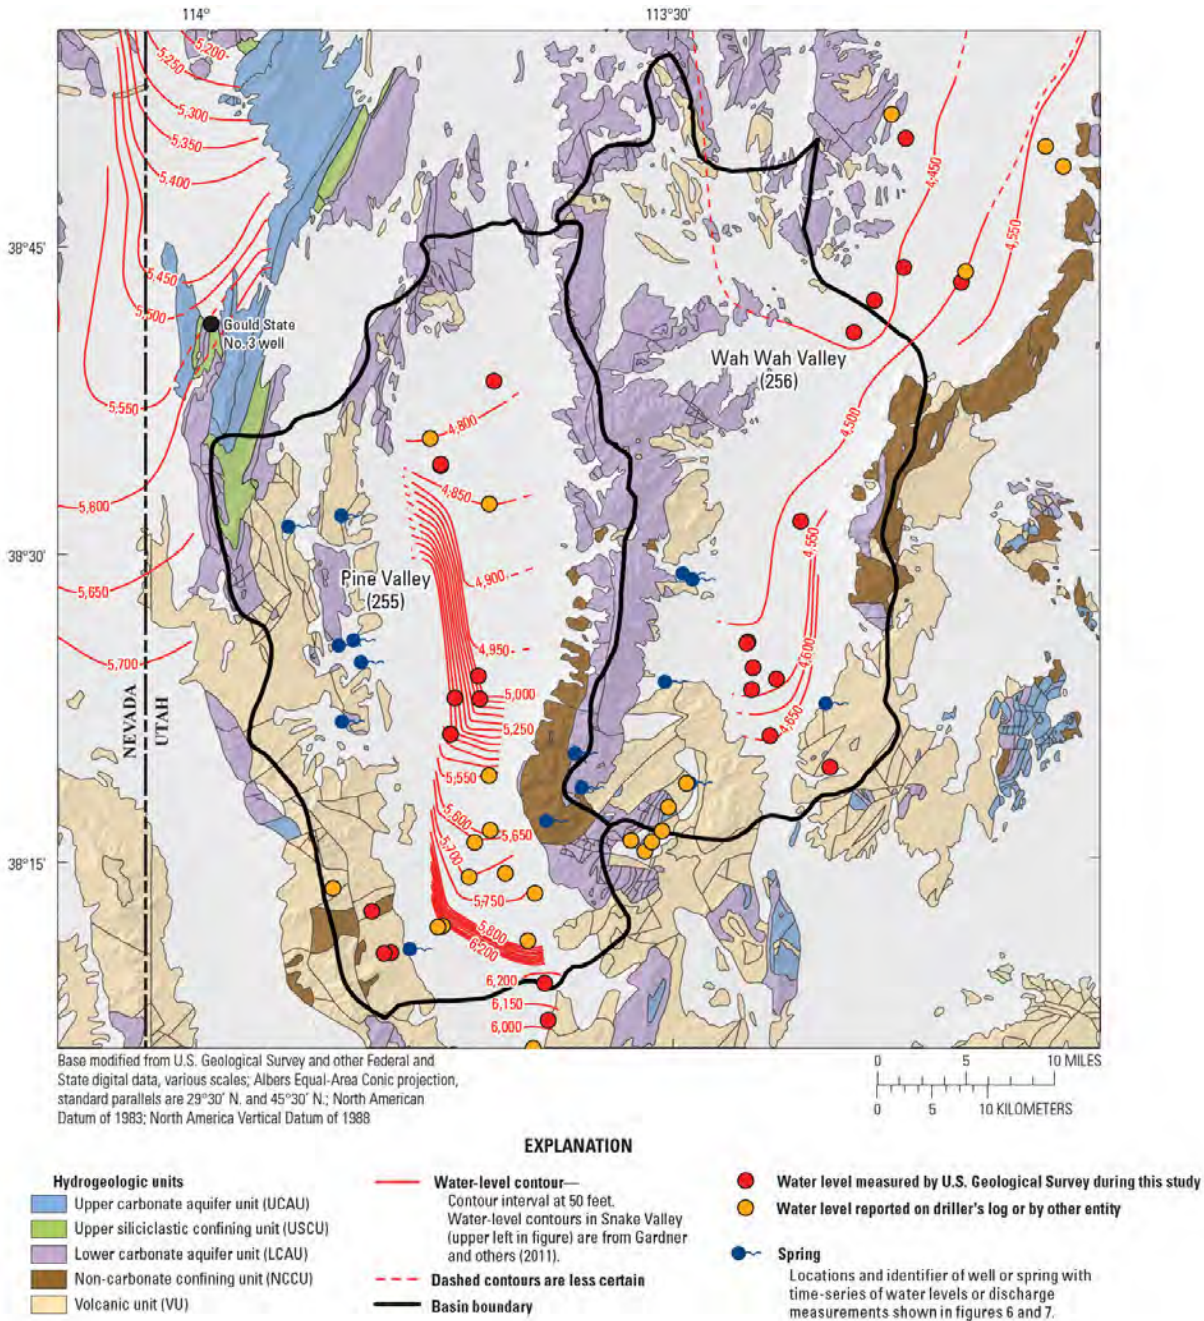 114°
113°30'
5,200
5,250
5,300
5,350
5,400
4,450
4,550
38°45'
5,450
5,500
Gould State
No. 3 well
Wah Wah Valley
(256)
5,550
4,800
4,500
4,850
5,600
4,550
38°30'
4,900
Pine Valley
(255)
5,650
4,950
4,600
5,700
5,000
4,650
5,250
NEVADA
UTAH
5,550
5,600
5,650
38°15'
5,700
5,750
5,800
6,200
6,200
6,150
6,000
Base modified from U.S. Geological Survey and other Federal and
State digital data, various scales; Albers Equal-Area Conic projection,
standard parallels are 29°30' N. and 45°30' N.; North American
Datum of 1983; North America Vertical Datum of 1988
0 5 10 MILES
0 5 10 KILOMETERS
EXPLANATION
Hydrogeologic units
Upper carbonate aquifer unit (UCAU)
Upper siliciclastic confining unit (USCU)
Lower carbonate aquifer unit (LCAU)
Non-carbonate confining unit (NCCU)
Volcanic unit (VU)
Water-level contour—
Contour interval at 50 feet.
Water-level contours in Snake Valley
(upper left in figure) are from Gardner
and others (2011).
Dashed contours are less certain
Basin boundary
Water level measured by U.S. Geological Survey during this study
Water level reported on driller's log or by other entity
Spring
Locations and identifier of well or spring with
time-series of water levels or discharge
measurements shown in figures 6 and 7.